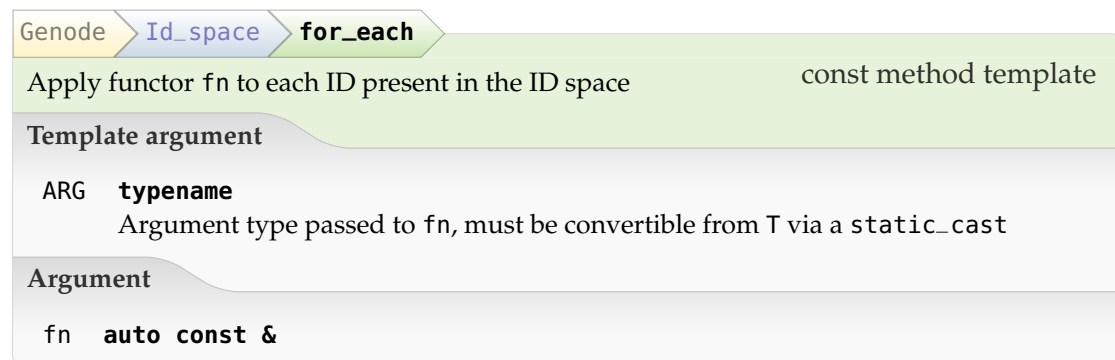 Genode Id_space for_each
Apply functor fn to each ID present in the ID space const method template
Template argument
ARG typename
Argument type passed to fn, must be convertible from T via a static_cast
Argument
fn auto const &